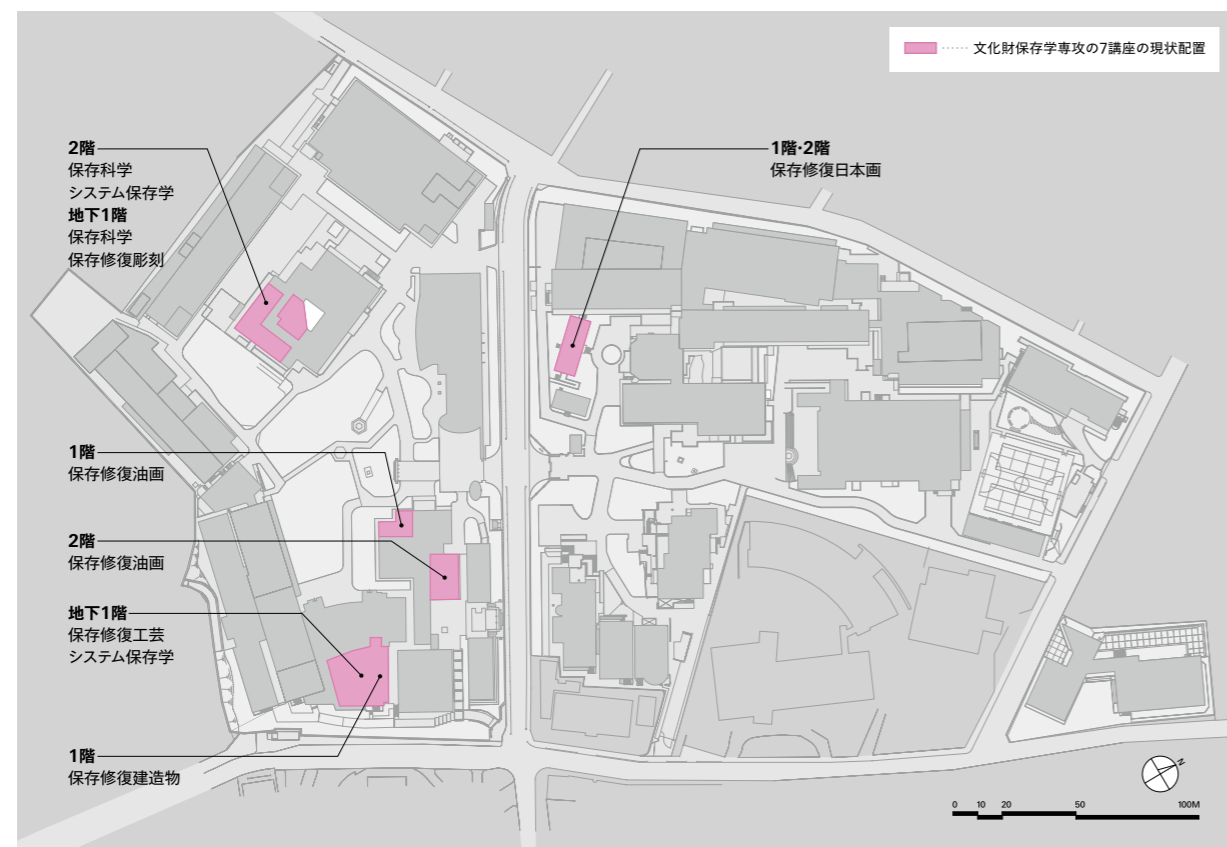 文化財保存学専攻の7講座の現状配置
2階
保存科学
システム保存学
地下1階
保存科学
保存修復彫刻
1階・2階
保存修復日本画
1階
保存修復油画
2階
保存修復油画
地下1階
保存修復工芸
システム保存学
1階
保存修復建造物
N
0 10 20 50 100M